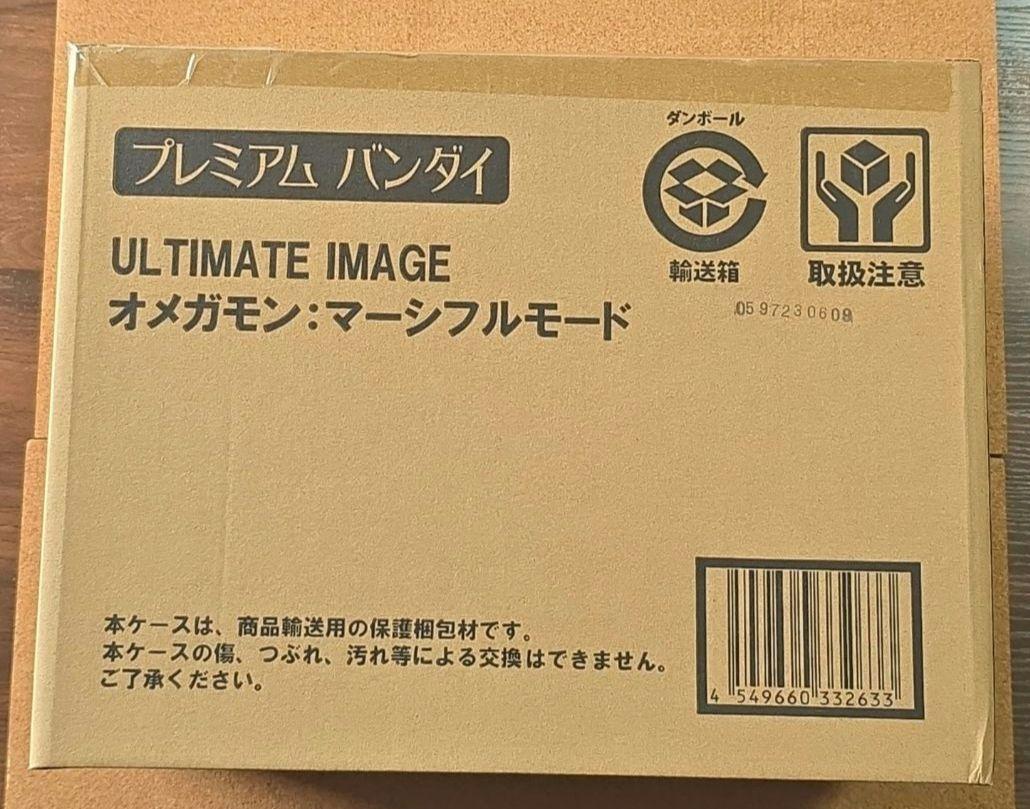 プレミアム バンダイ
ULTIMATE IMAGE
オメガモン：マーシフルモード
ダンボール
輸送箱
取扱注意
0597230609A
本ケースは、商品輸送用の保護梱包材です。
本ケースの傷、つぶれ、汚れ等による交換はできません。
ご了承ください。
4 549660 332633